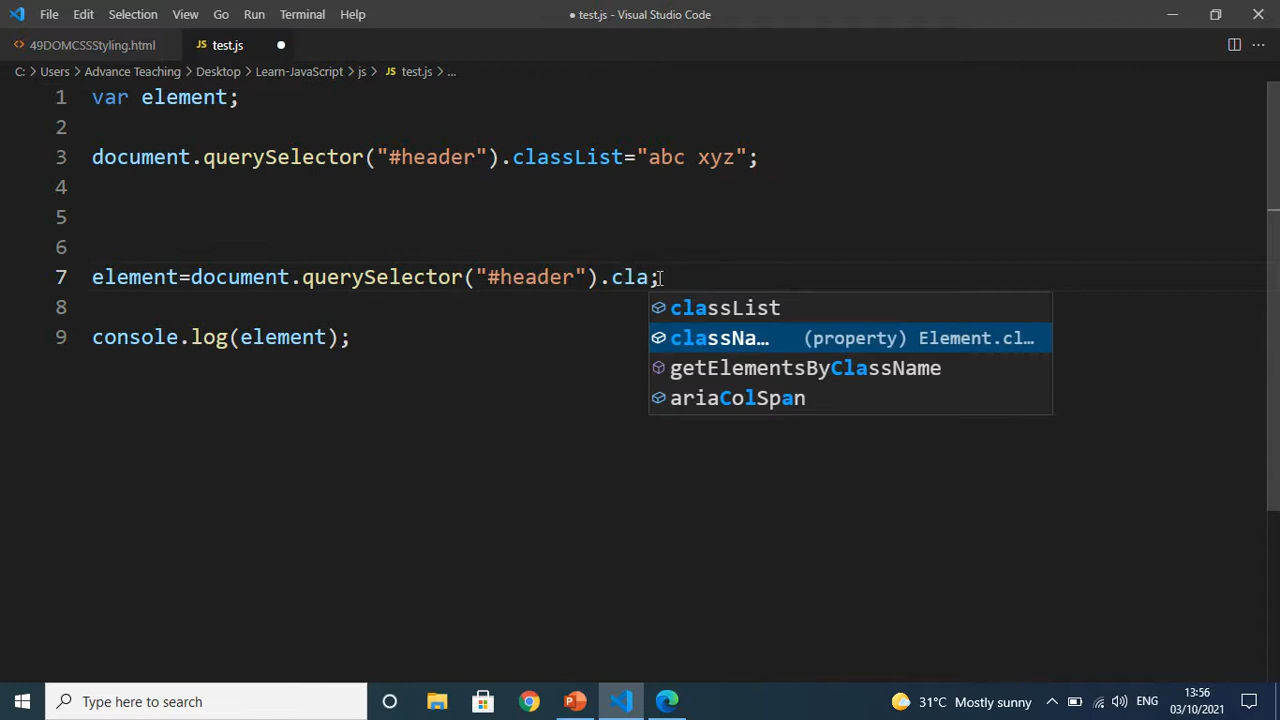 File Edit Selection View Go Run Terminal Help
● test.js - Visual Studio Code
49DOMCSSStyling.html
JS test.js ●
C: > Users > Advance Teaching > Desktop > Learn-JavaScript > js > JS test.js > ...
1 var element;
2
3 document.querySelector("#header").classList="abc xyz";
4
5
6
7 element=document.querySelector("#header").cla;
classList
classNa… (property) Element.cl…
getElementsByClassName
ariaColSpan
8
9 console.log(element);
Type here to search
31°C Mostly sunny
ENG
13:56
03/10/2021